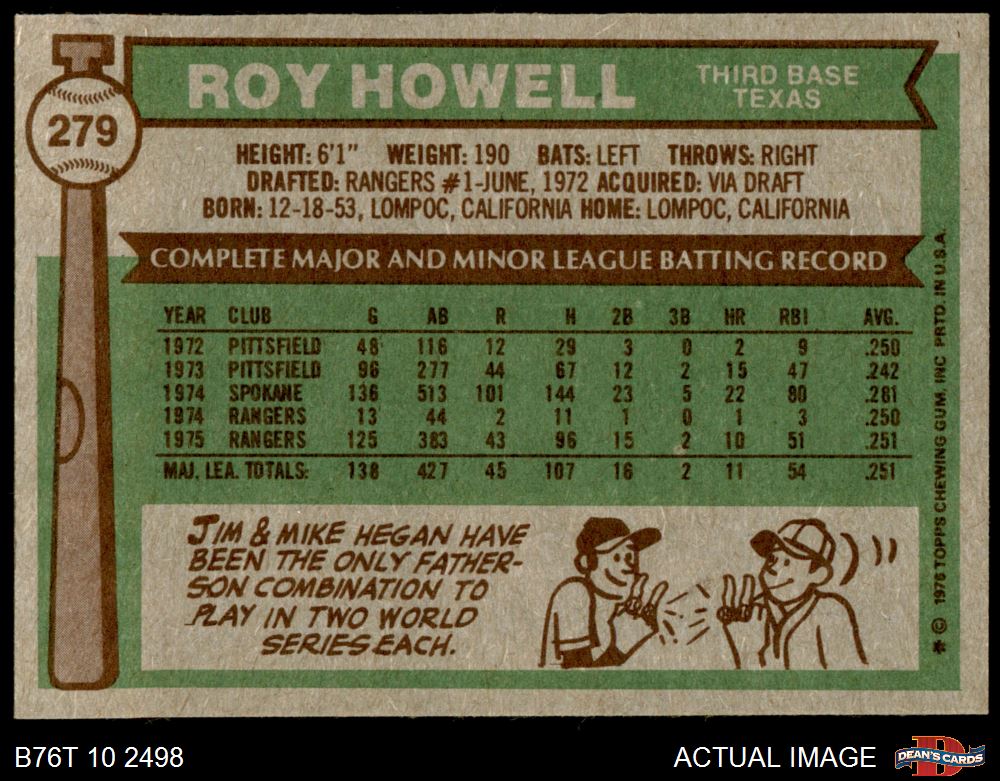 279
ROY HOWELL
THIRD BASE
TEXAS
HEIGHT: 6'1" WEIGHT: 190 BATS: LEFT THROWS: RIGHT
DRAFTED: RANGERS #1-JUNE, 1972 ACQUIRED: VIA DRAFT
BORN: 12-18-53, LOMPOC, CALIFORNIA HOME: LOMPOC, CALIFORNIA
COMPLETE MAJOR AND MINOR LEAGUE BATTING RECORD
YEAR CLUB G AB R H 2B 3B HR RBI AVG.
1972 PITTSFIELD 48 116 12 29 3 0 2 9 .250
1973 PITTSFIELD 96 277 44 67 12 2 15 47 .242
1974 SPOKANE 136 513 101 144 23 5 22 80 .281
1974 RANGERS 13 44 2 11 1 0 1 3 .250
1975 RANGERS 125 383 43 96 15 2 10 51 .251
MAJ. LEA. TOTALS: 138 427 45 107 16 2 11 54 .251
JIM & MIKE HEGAN HAVE
BEEN THE ONLY FATHER-
SON COMBINATION TO
PLAY IN TWO WORLD
SERIES EACH.
* © 1976 TOPPS CHEWING GUM, INC PRTD. IN U.S.A.
B76T 10 2498
ACTUAL IMAGE
D
DEAN'S CARDS